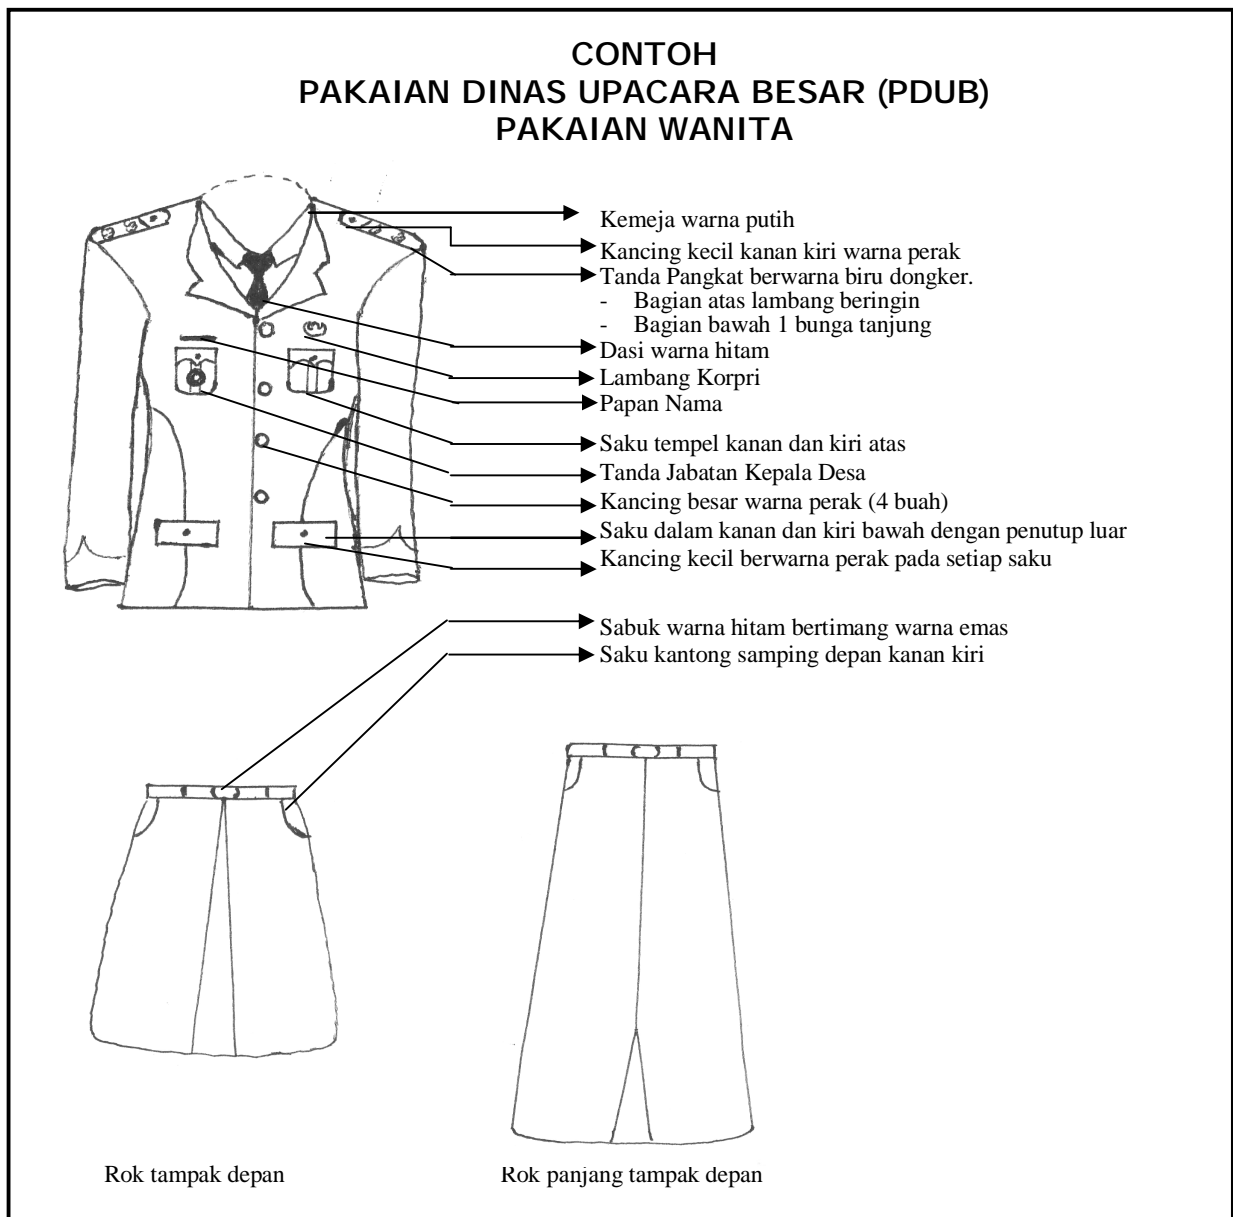 CONTOH
PAKAIAN DINAS UPACARA BESAR (PDUB)
PAKAIAN WANITA
Kemeja warna putih
Kancing kecil kanan kiri warna perak
Tanda Pangkat berwarna biru dongker.
- Bagian atas lambang beringin
- Bagian bawah 1 bunga tanjung
Dasi warna hitam
Lambang Korpri
Papan Nama
Saku tempel kanan dan kiri atas
Tanda Jabatan Kepala Desa
Kancing besar warna perak (4 buah)
Saku dalam kanan dan kiri bawah dengan penutup luar
Kancing kecil berwarna perak pada setiap saku
Sabuk warna hitam bertimang warna emas
Saku kantong samping depan kanan kiri
Rok tampak depan
Rok panjang tampak depan